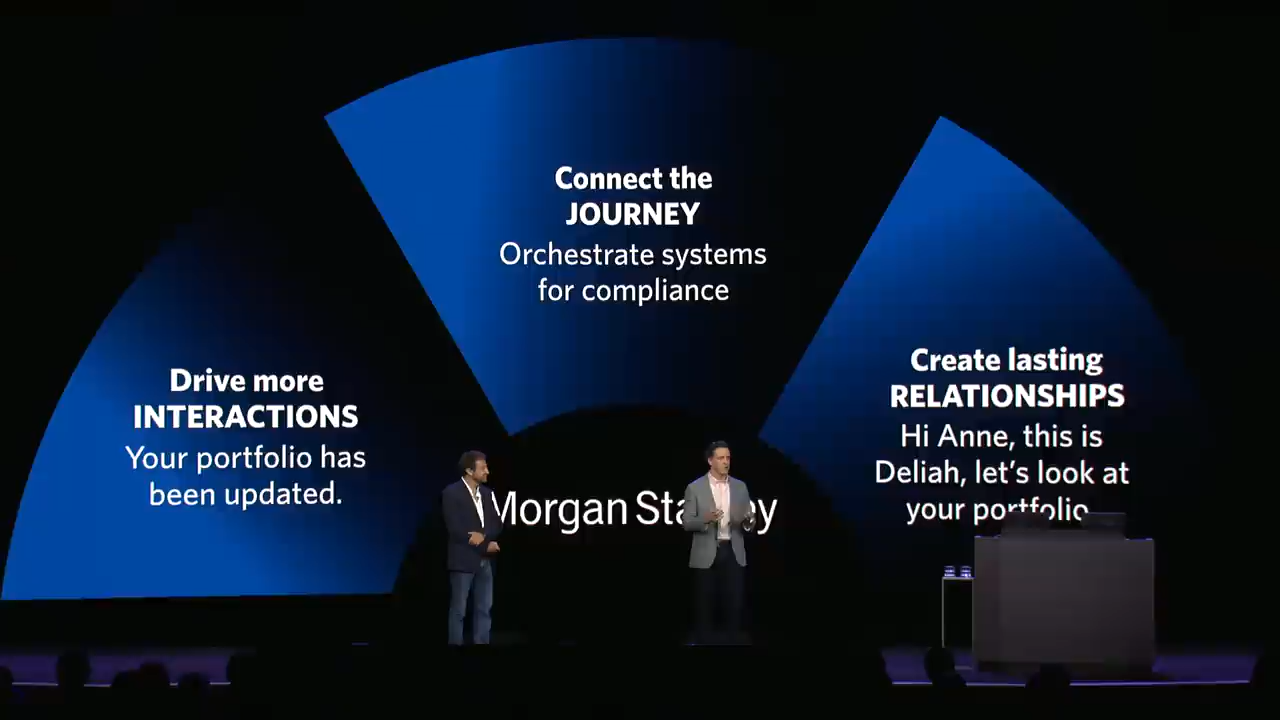 Connect the
JOURNEY
Orchestrate systems
for compliance
Drive more
INTERACTIONS
Your portfolio has
been updated.
Create lasting
RELATIONSHIPS
Hi Anne, this is
Deliah, let's look at
your portfolio
Morgan Stanley